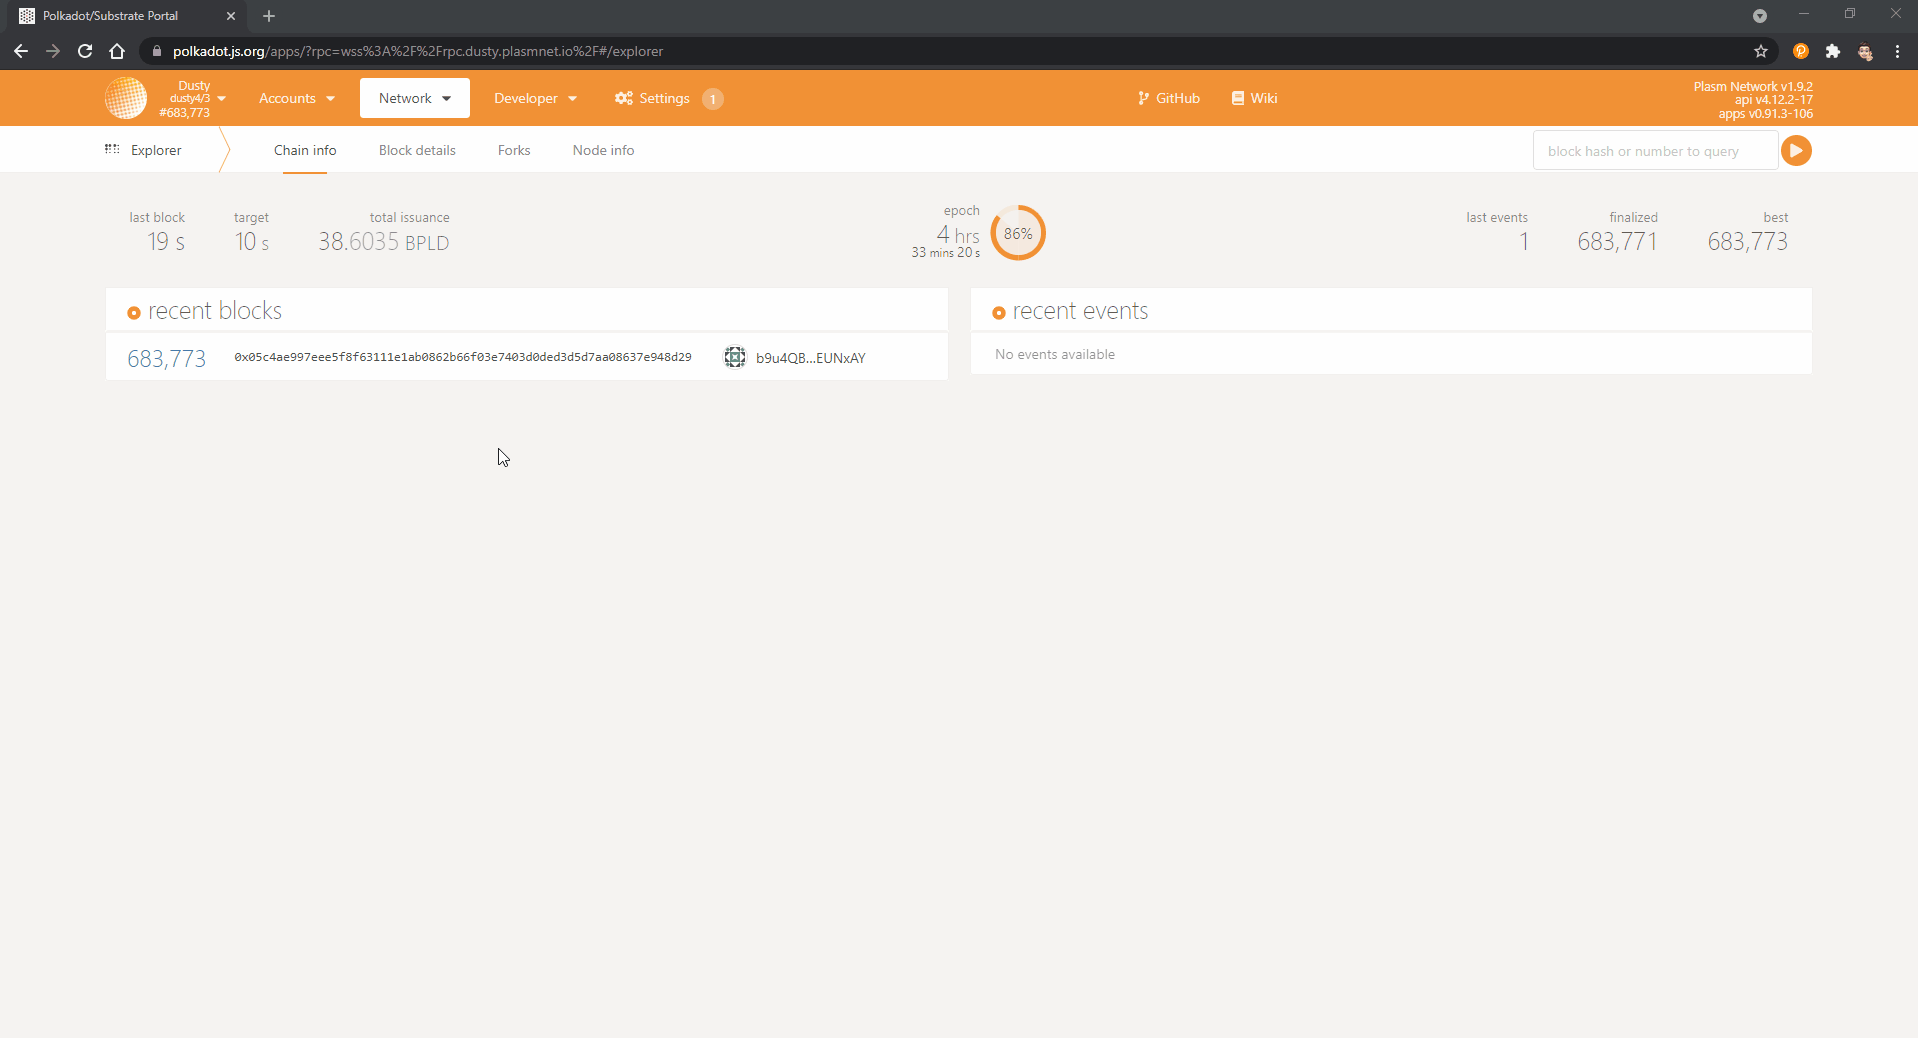 Polkadot/Substrate Portal
polkadot.js.org/apps/?rpc=wss%3A%2F%2Frpc.dusty.plasmnet.io%2F#/explorer
Dusty
dusty4/3
#683,773
Accounts
Network
Developer
Settings
1
GitHub
Wiki
Plasm Network v1.9.2
api v4.12.2-17
apps v0.91.3-106
Explorer
Chain info
Block details
Forks
Node info
block hash or number to query
last block
19 s
target
10 s
total issuance
38.6035 BPLD
epoch
4 hrs
33 mins 20 s
86%
last events
1
finalized
683,771
best
683,773
recent blocks
683,773
0x05c4ae997eee5f8f63111e1ab0862b66f03e7403d0ded3d5d7aa08637e948d29
b9u4QB...EUNxAY
recent events
No events available